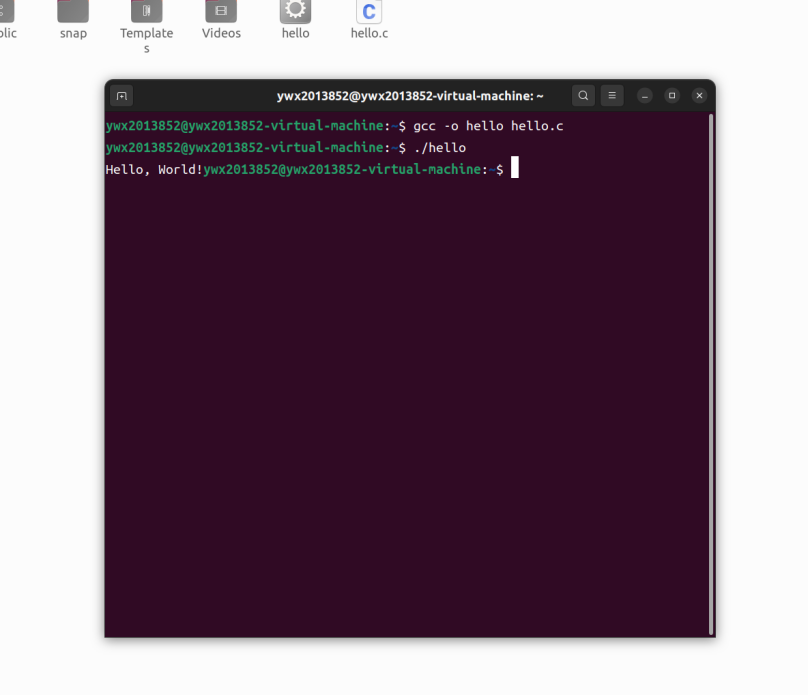 snap
Template
s
Videos
hello
hello.c
ywx2013852@ywx2013852-virtual-machine: ~
ywx2013852@ywx2013852-virtual-machine:~$ gcc -o hello hello.c
ywx2013852@ywx2013852-virtual-machine:~$ ./hello
Hello, World!ywx2013852@ywx2013852-virtual-machine:~$